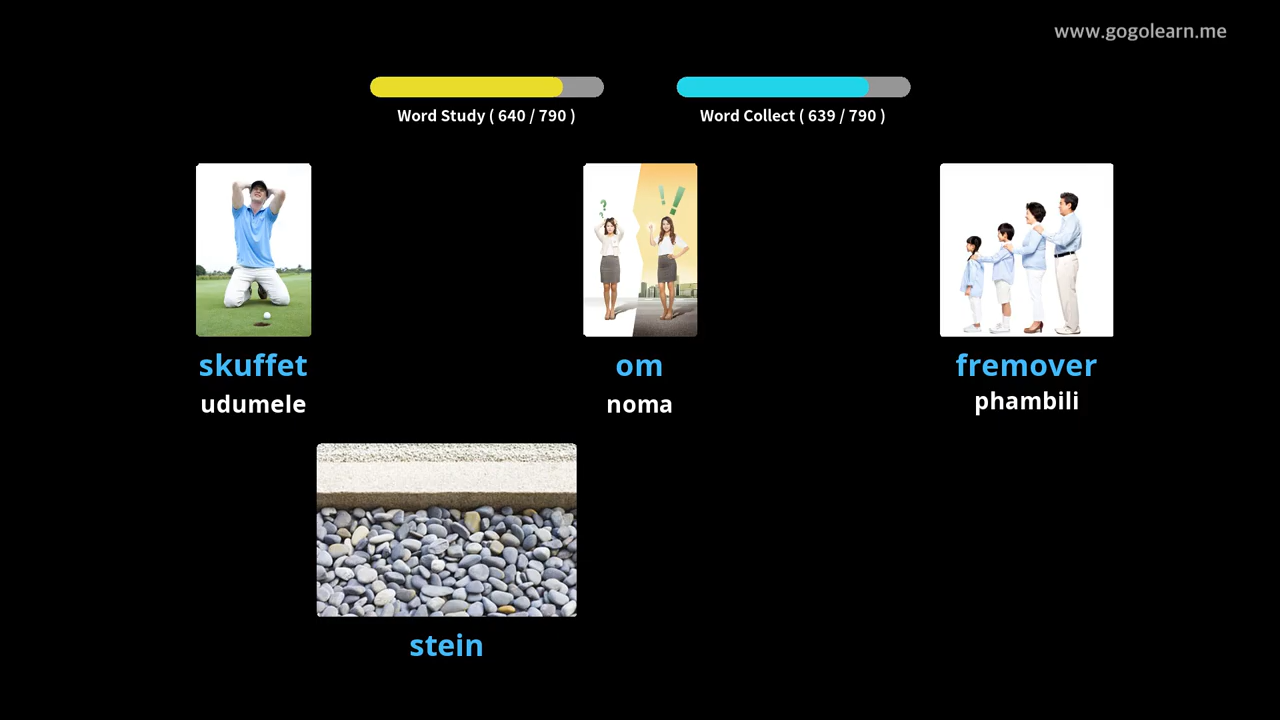 www.gogolearn.me
Word Study ( 640 / 790 )
Word Collect ( 639 / 790 )
skuffet
udumele
om
noma
fremover
phambili
stein